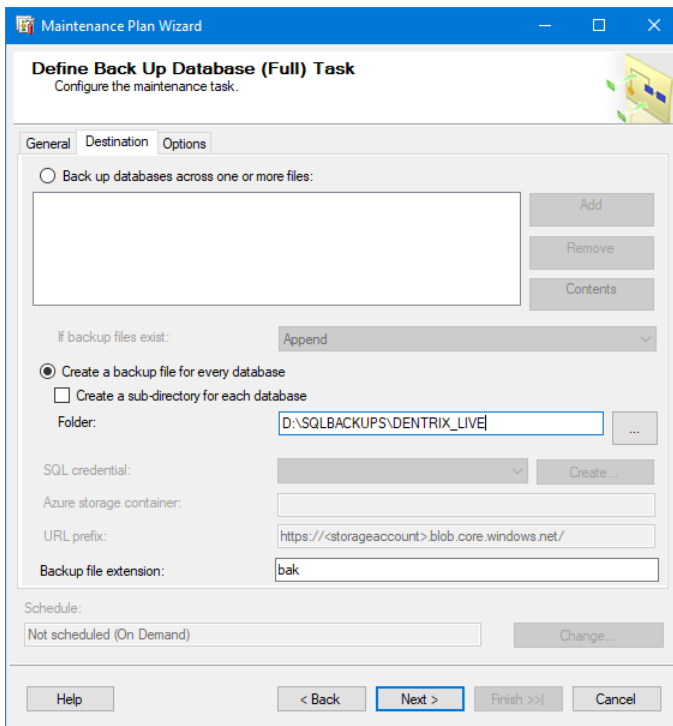 Maintenance Plan Wizard
Define Back Up Database (Full) Task
Configure the maintenance task.
General Destination Options
Back up databases across one or more files:
Add
Remove
Contents
If backup files exist: Append
Create a backup file for every database
Create a sub-directory for each database
Folder: D:\SQLBACKUPS\DENTRIX_LIVE ...
SQL credential: Create...
Azure storage container:
URL prefix: https://<storageaccount>.blob.core.windows.net/
Backup file extension: bak
Schedule:
Not scheduled (On Demand) Change...
Help < Back Next > Finish >>| Cancel